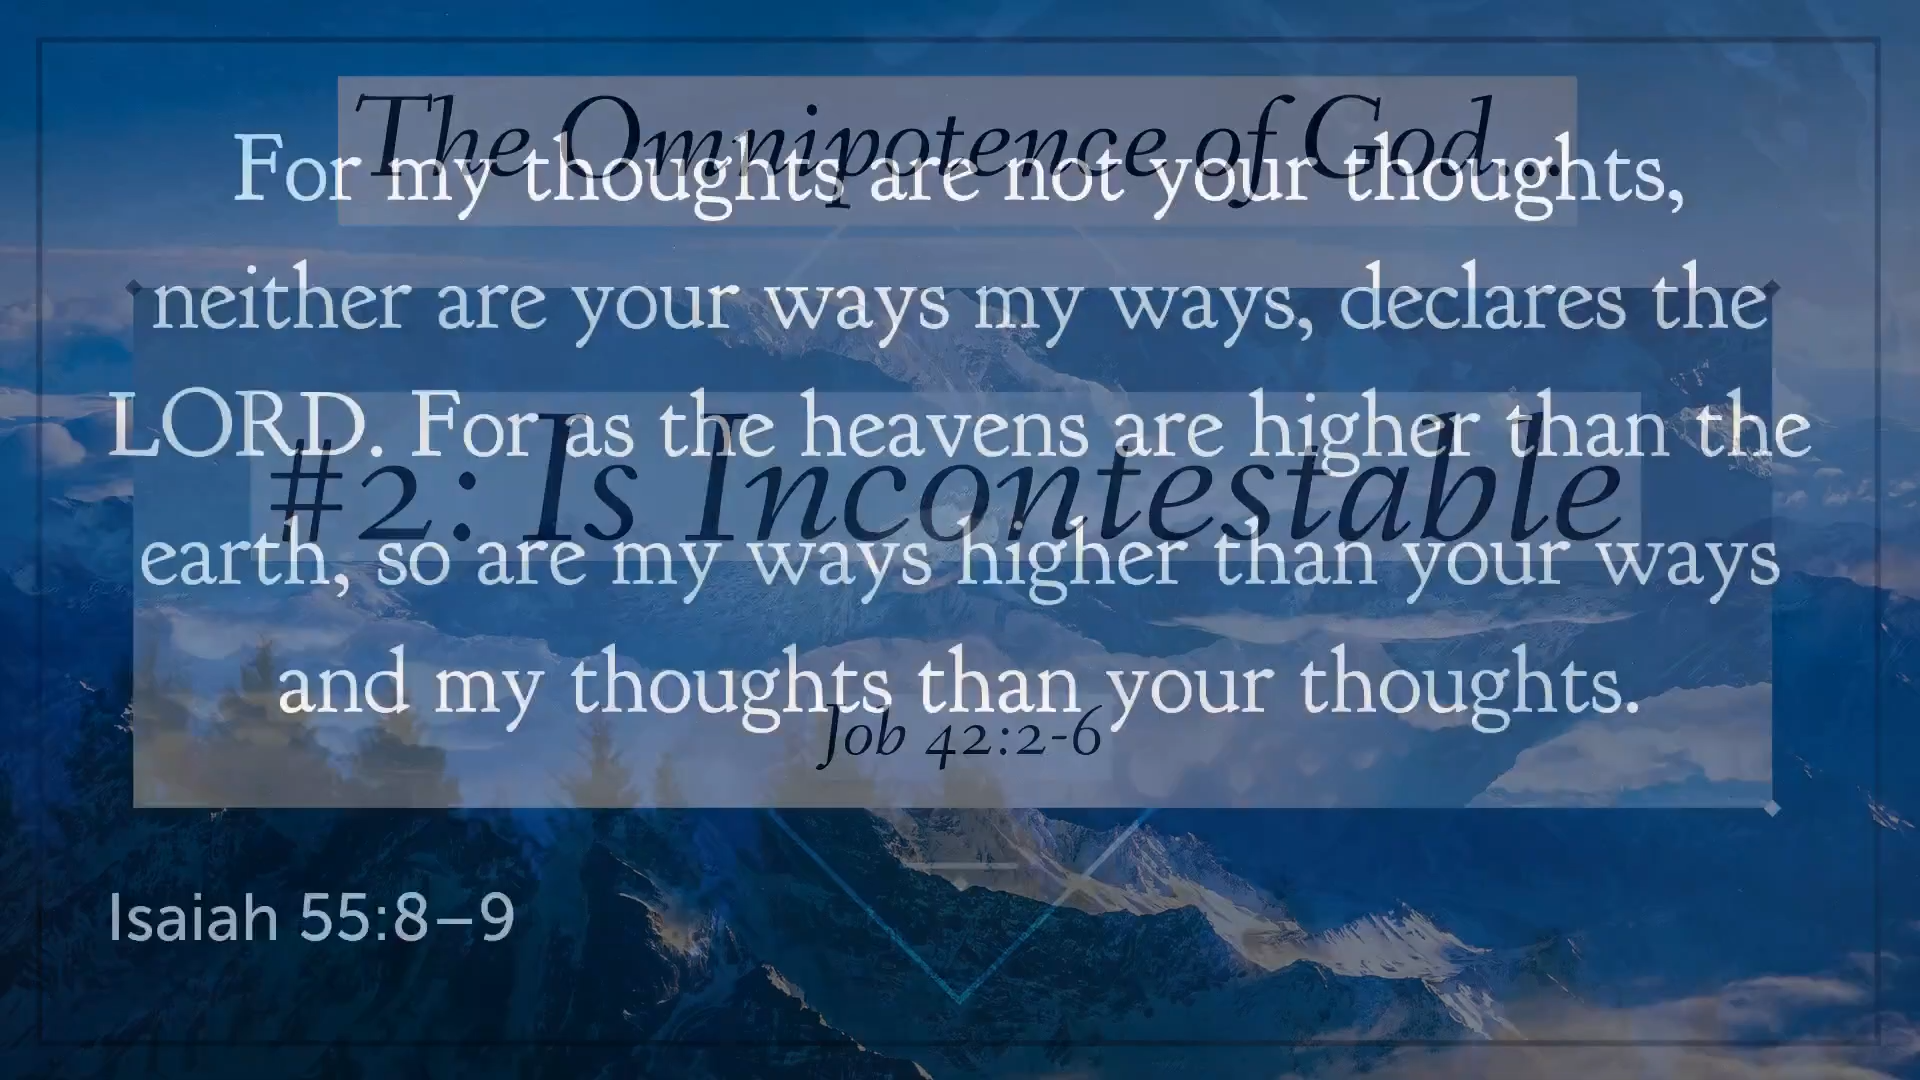 The Omnipotence of God...
#2: Is Incontestable
Job 42:2-6
For my thoughts are not your thoughts,
neither are your ways my ways, declares the
LORD. For as the heavens are higher than the
earth, so are my ways higher than your ways
and my thoughts than your thoughts.
Isaiah 55:8–9